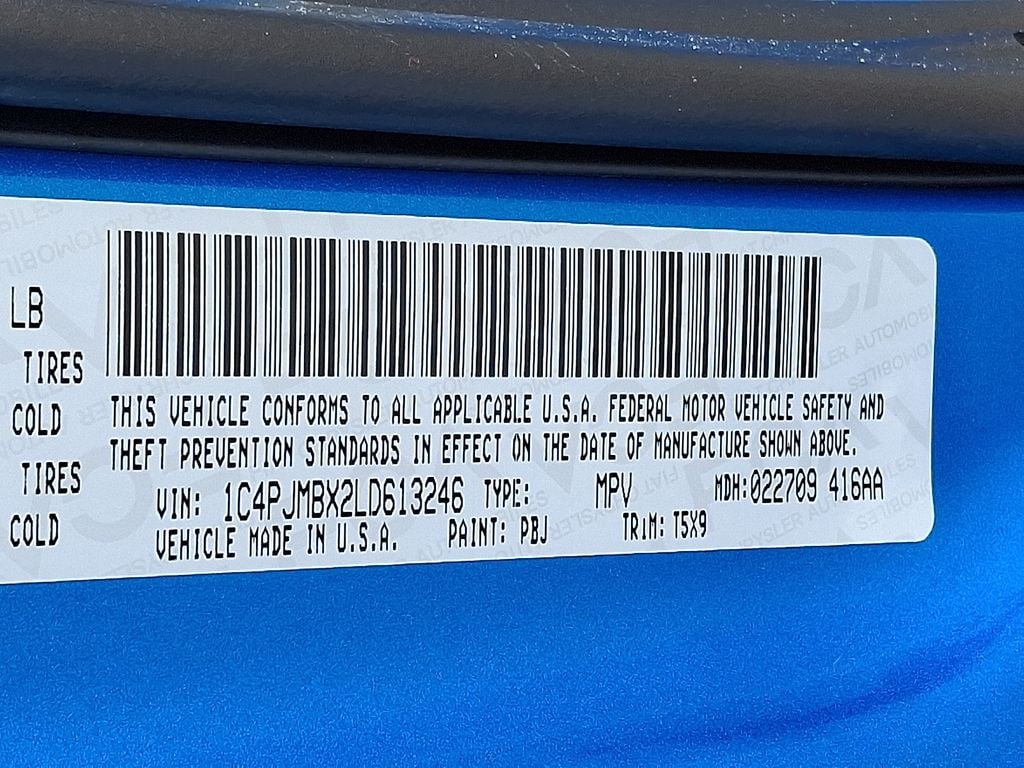 LB
TIRES
COLD
TIRES
COLD
THIS VEHICLE CONFORMS TO ALL APPLICABLE U.S.A. FEDERAL MOTOR VEHICLE SAFETY AND
THEFT PREVENTION STANDARDS IN EFFECT ON THE DATE OF MANUFACTURE SHOWN ABOVE.
VIN: 1C4PJMBX2LD613246 TYPE: MPV MDH:022709 416AA
VEHICLE MADE IN U.S.A. PAINT: PBJ TRIM: T5X9